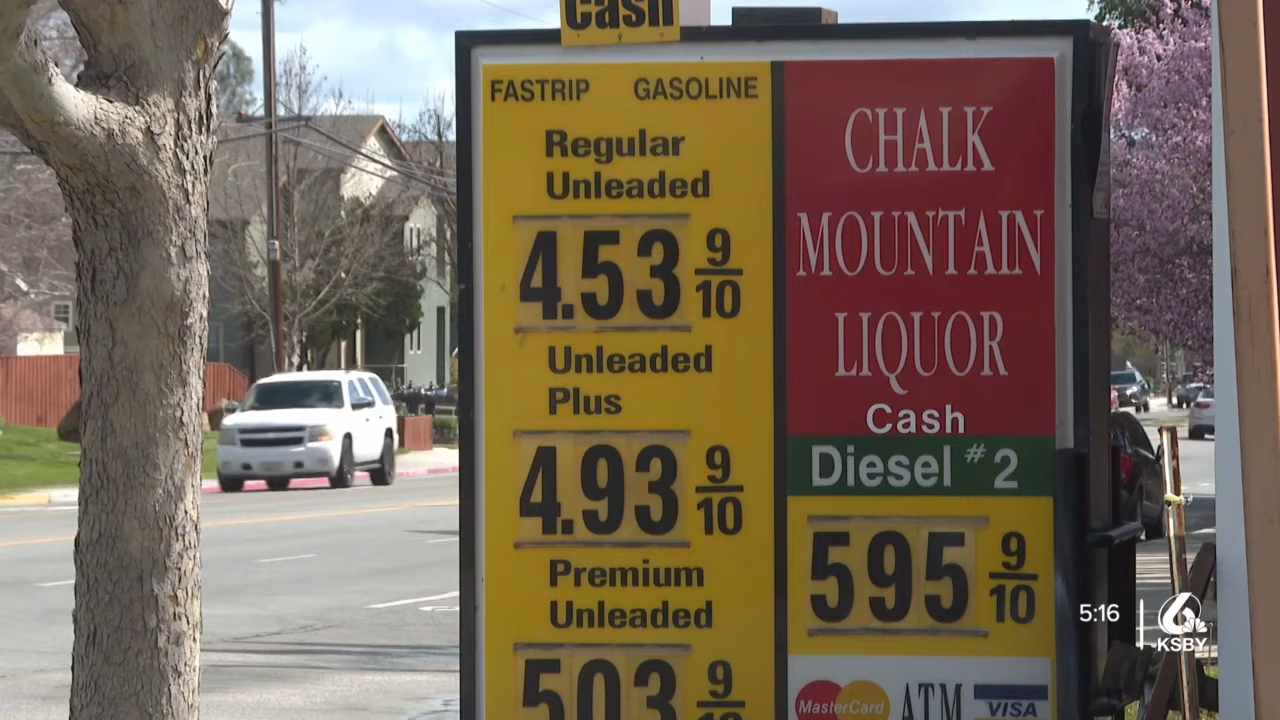 Cash
FASTRIP GASOLINE
Regular
Unleaded
4.53 9/10
Unleaded
Plus
4.93 9/10
Premium
Unleaded
503 9/10
CHALK
MOUNTAIN
LIQUOR
Cash
Diesel #2
595 9/10
MasterCard ATM VISA
5:16 6
KSBY